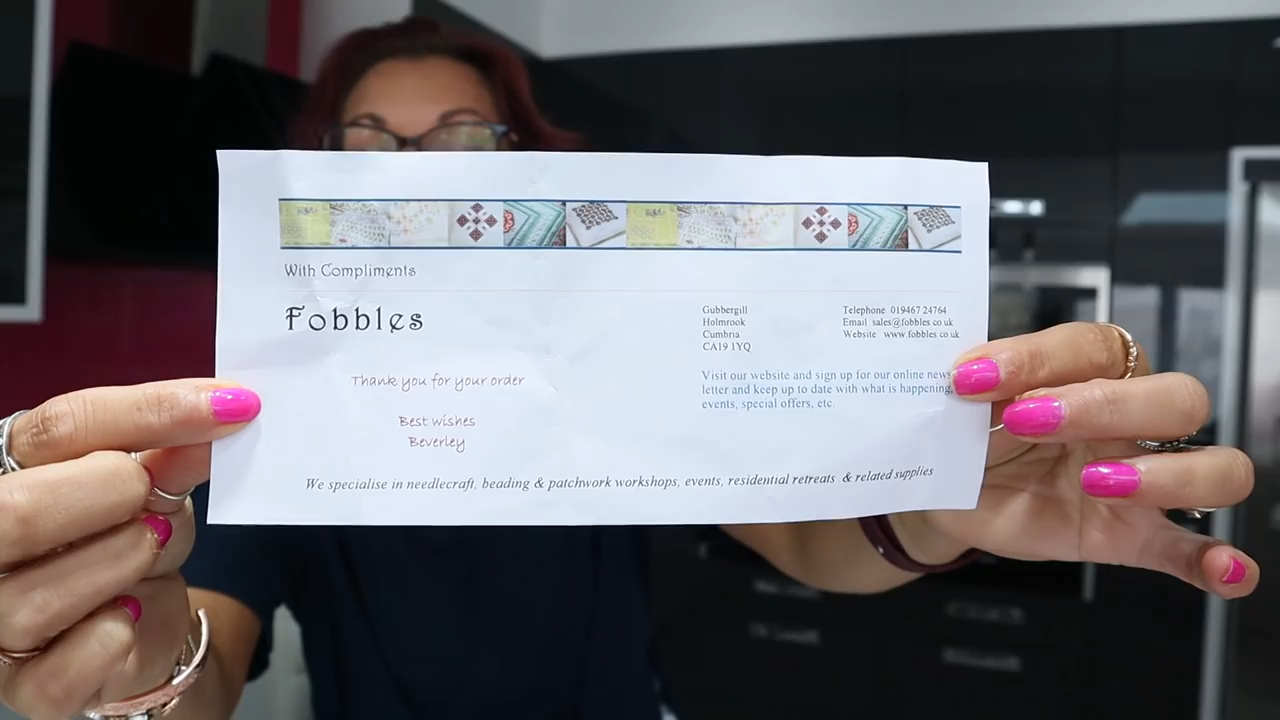 With Compliments
Fobbles
Gubbergill
Holmrook
Cumbria
CA19 1YQ
Telephone 019467 24764
Email sales@fobbles.co.uk
Website www.fobbles.co.uk
Thank you for your order
Best wishes
Beverley
Visit our website and sign up for our online news
letter and keep up to date with what is happening,
events, special offers, etc.
We specialise in needlecraft, beading & patchwork workshops, events, residential retreats & related supplies